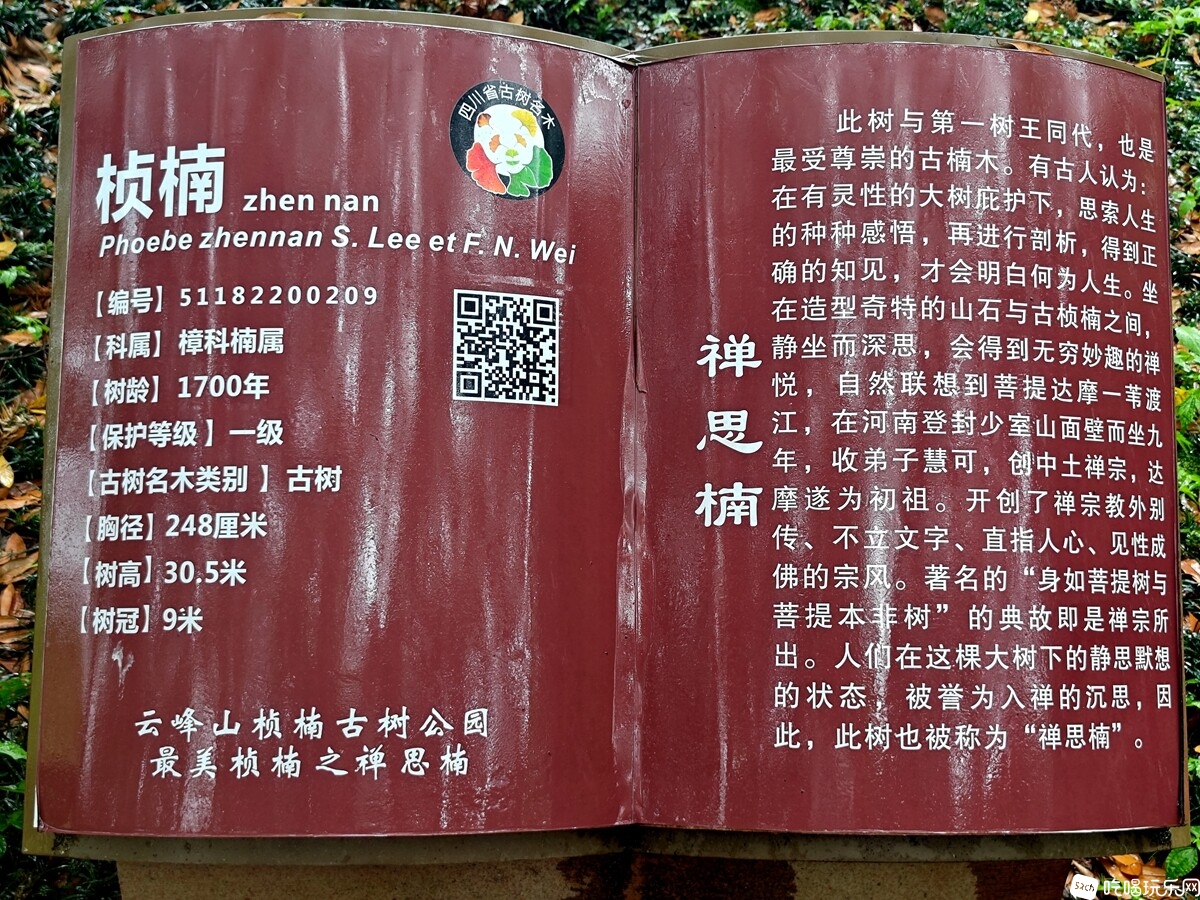 四川省古树名木
桢楠 zhen nan
Phoebe zhennan S. Lee et F. N. Wei
【编号】51182200209
【科属】樟科楠属
【树龄】1700年
【保护等级】一级
【古树名木类别】古树
【胸径】248厘米
【树高】30.5米
【树冠】9米
云峰山桢楠古树公园
最美桢楠之禅思楠
禅思楠
此树与第一树王同代，也是
最受尊崇的古楠木。有古人认为：
在有灵性的大树庇护下，思索人生
的种种感悟，再进行剖析，得到正
确的知见，才会明白何为人生。坐
在造型奇特的山石与古桢楠之间，
静坐而深思，会得到无穷妙趣的禅
悦，自然联想到菩提达摩一苇渡
江，在河南登封少室山面壁而坐九
年，收弟子慧可，创中土禅宗，达
摩遂为初祖。开创了禅宗教外别
传、不立文字、直指人心、见性成
佛的宗风。著名的“身如菩提树与
菩提本非树”的典故即是禅宗所
出。人们在这棵大树下的静思默想
的状态，被誉为入禅的沉思，因
此，此树也被称为“禅思楠”。
吃喝玩乐xx